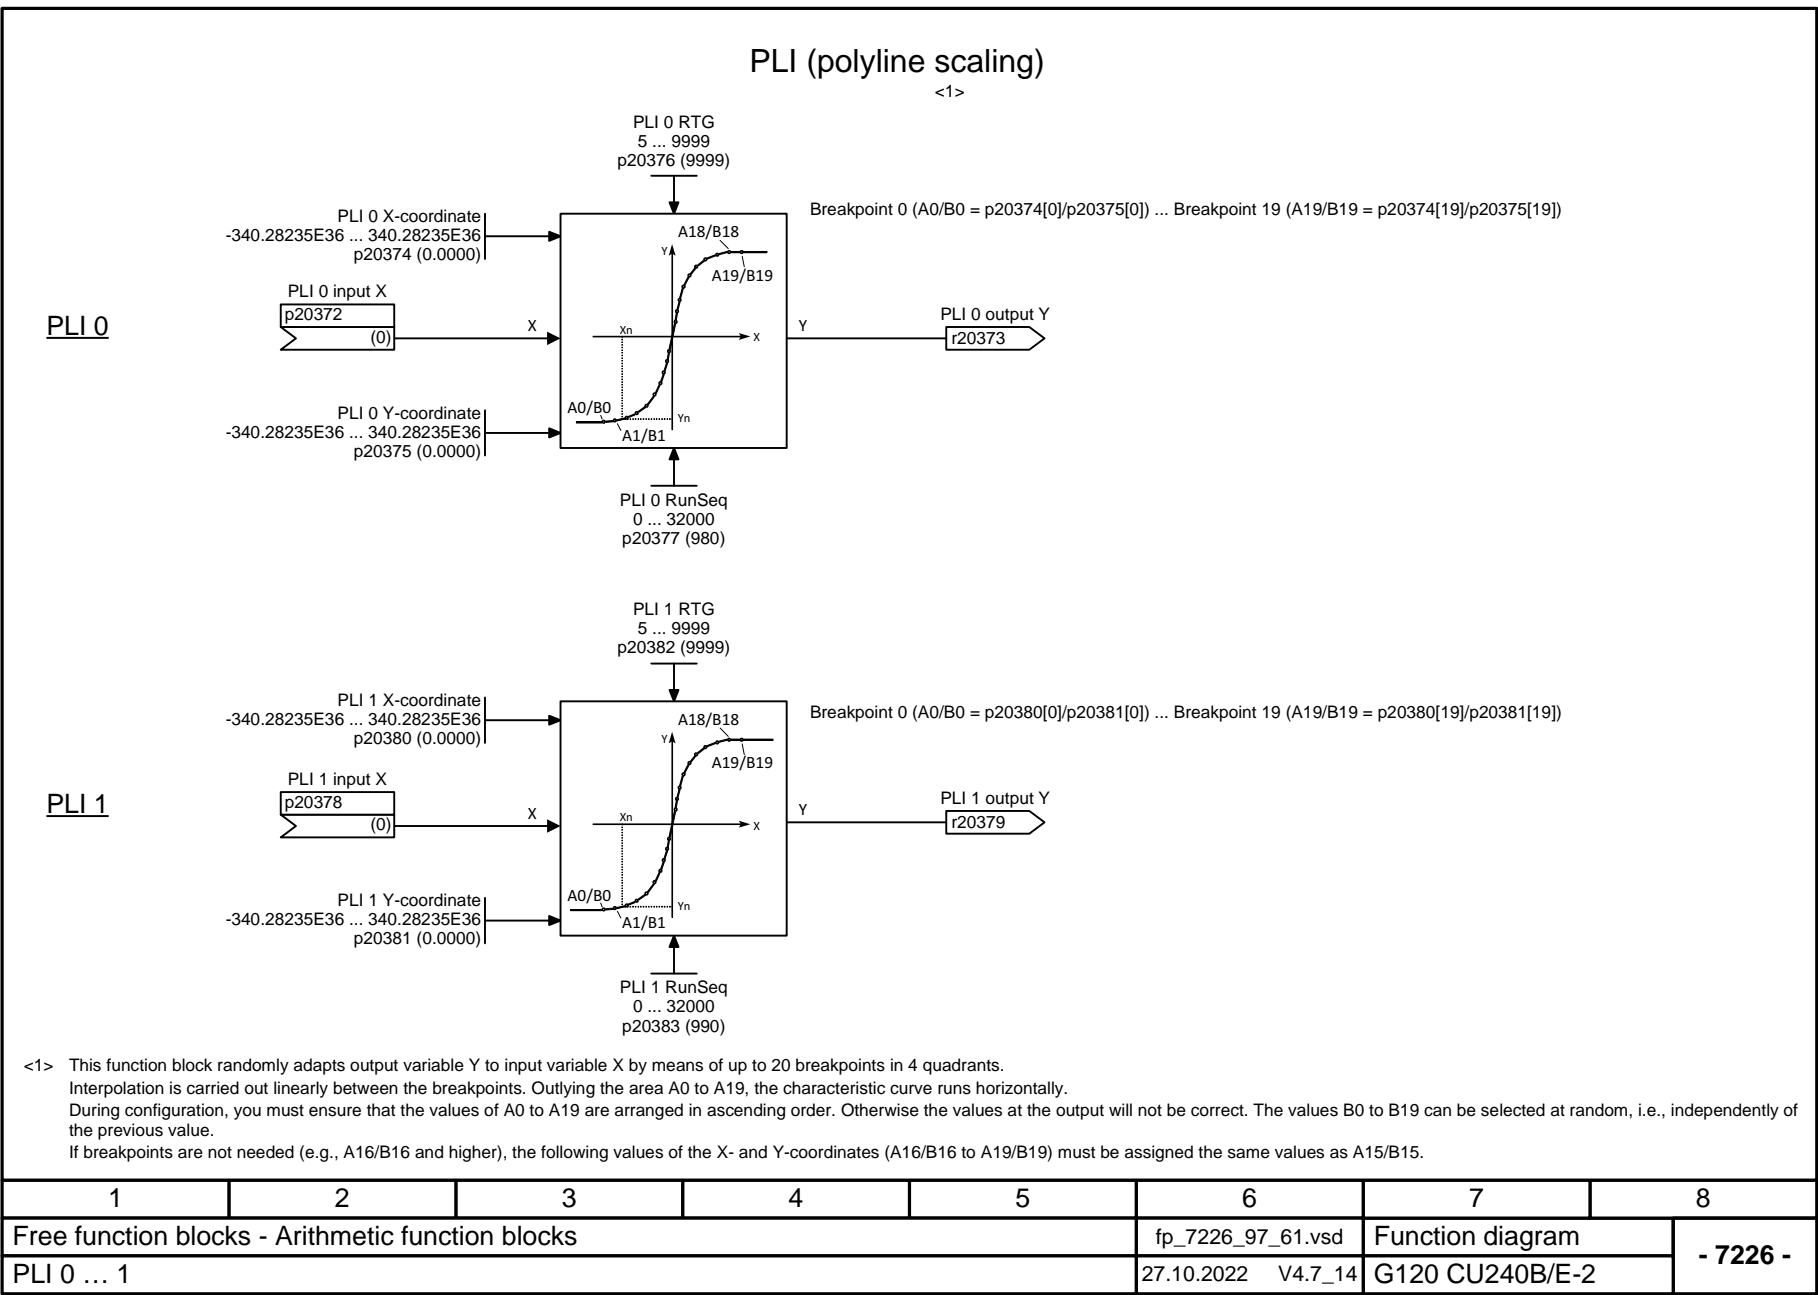 PLI (polyline scaling)
<1>
PLI 0 RTG
5 ... 9999
p20376 (9999)
Breakpoint 0 (A0/B0 = p20374[0]/p20375[0]) ... Breakpoint 19 (A19/B19 = p20374[19]/p20375[19])
PLI 0 X-coordinate
-340.28235E36 ... 340.28235E36
p20374 (0.0000)
A18/B18
Y
A19/B19
PLI 0
PLI 0 input X
p20372
(0)
X
Xn
X
Y
PLI 0 output Y
r20373
PLI 0 Y-coordinate
-340.28235E36 ... 340.28235E36
p20375 (0.0000)
A0/B0
Yn
A1/B1
PLI 0 RunSeq
0 ... 32000
p20377 (980)
PLI 1 RTG
5 ... 9999
p20382 (9999)
Breakpoint 0 (A0/B0 = p20380[0]/p20381[0]) ... Breakpoint 19 (A19/B19 = p20380[19]/p20381[19])
PLI 1 X-coordinate
-340.28235E36 ... 340.28235E36
p20380 (0.0000)
A18/B18
Y
A19/B19
PLI 1
PLI 1 input X
p20378
(0)
X
Xn
X
Y
PLI 1 output Y
r20379
PLI 1 Y-coordinate
-340.28235E36 ... 340.28235E36
p20381 (0.0000)
A0/B0
Yn
A1/B1
PLI 1 RunSeq
0 ... 32000
p20383 (990)
<1> This function block randomly adapts output variable Y to input variable X by means of up to 20 breakpoints in 4 quadrants.
Interpolation is carried out linearly between the breakpoints. Outlying the area A0 to A19, the characteristic curve runs horizontally.
During configuration, you must ensure that the values of A0 to A19 are arranged in ascending order. Otherwise the values at the output will not be correct. The values B0 to B19 can be selected at random, i.e., independently of
the previous value.
If breakpoints are not needed (e.g., A16/B16 and higher), the following values of the X- and Y-coordinates (A16/B16 to A19/B19) must be assigned the same values as A15/B15.
1 2 3 4 5 6 7 8
Free function blocks - Arithmetic function blocks fp_7226_97_61.vsd Function diagram
- 7226 -
PLI 0 … 1 27.10.2022 V4.7_14 G120 CU240B/E-2